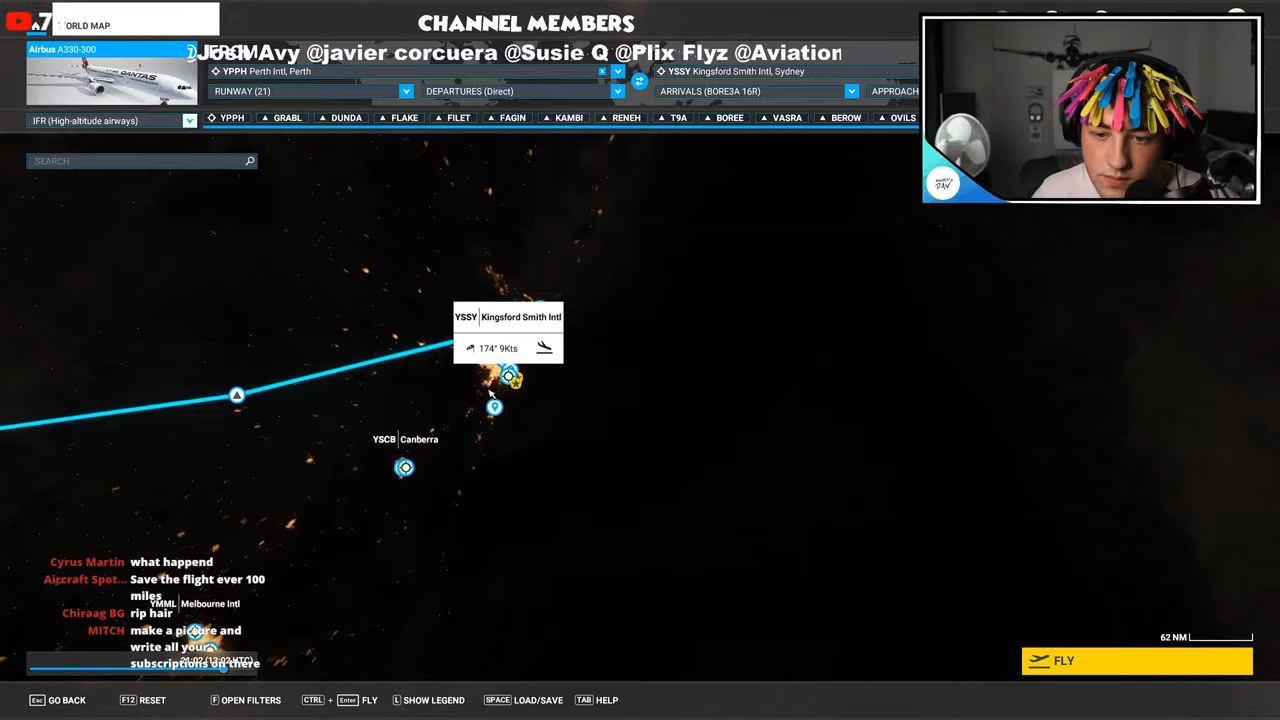 ORLD MAP
CHANNEL MEMBERS
Avy @javier corcuera @Susie Q @Plix Flyz @Aviation
Airbus A330-300
QANTAS
YPPH Perth Intl, Perth
YSSY Kingsford Smith Intl, Sydney
RUNWAY (21)
DEPARTURES (Direct)
ARRIVALS (BORE3A 16R)
APPROACH
IFR (High-altitude airways)
YPPH GRABL DUNDA FLAKE FILET FAGIN KAMBI RENEH T9A BOREE VASRA BEROW OVILS
SEARCH
YSSY Kingsford Smith Intl
174° 9Kts
YSCB Canberra
Cyrus Martin what happend
Aircraft Spot... Save the flight ever 100
miles
YMML Melbourne Intl
Chiraag BG rip hair
MITCH make a picture and
write all your
subscriptions on there
62 NM
FLY
Esc GO BACK
F12 RESET
F OPEN FILTERS
CTRL + Enter FLY
L SHOW LEGEND
SPACE LOAD/SAVE
TAB HELP